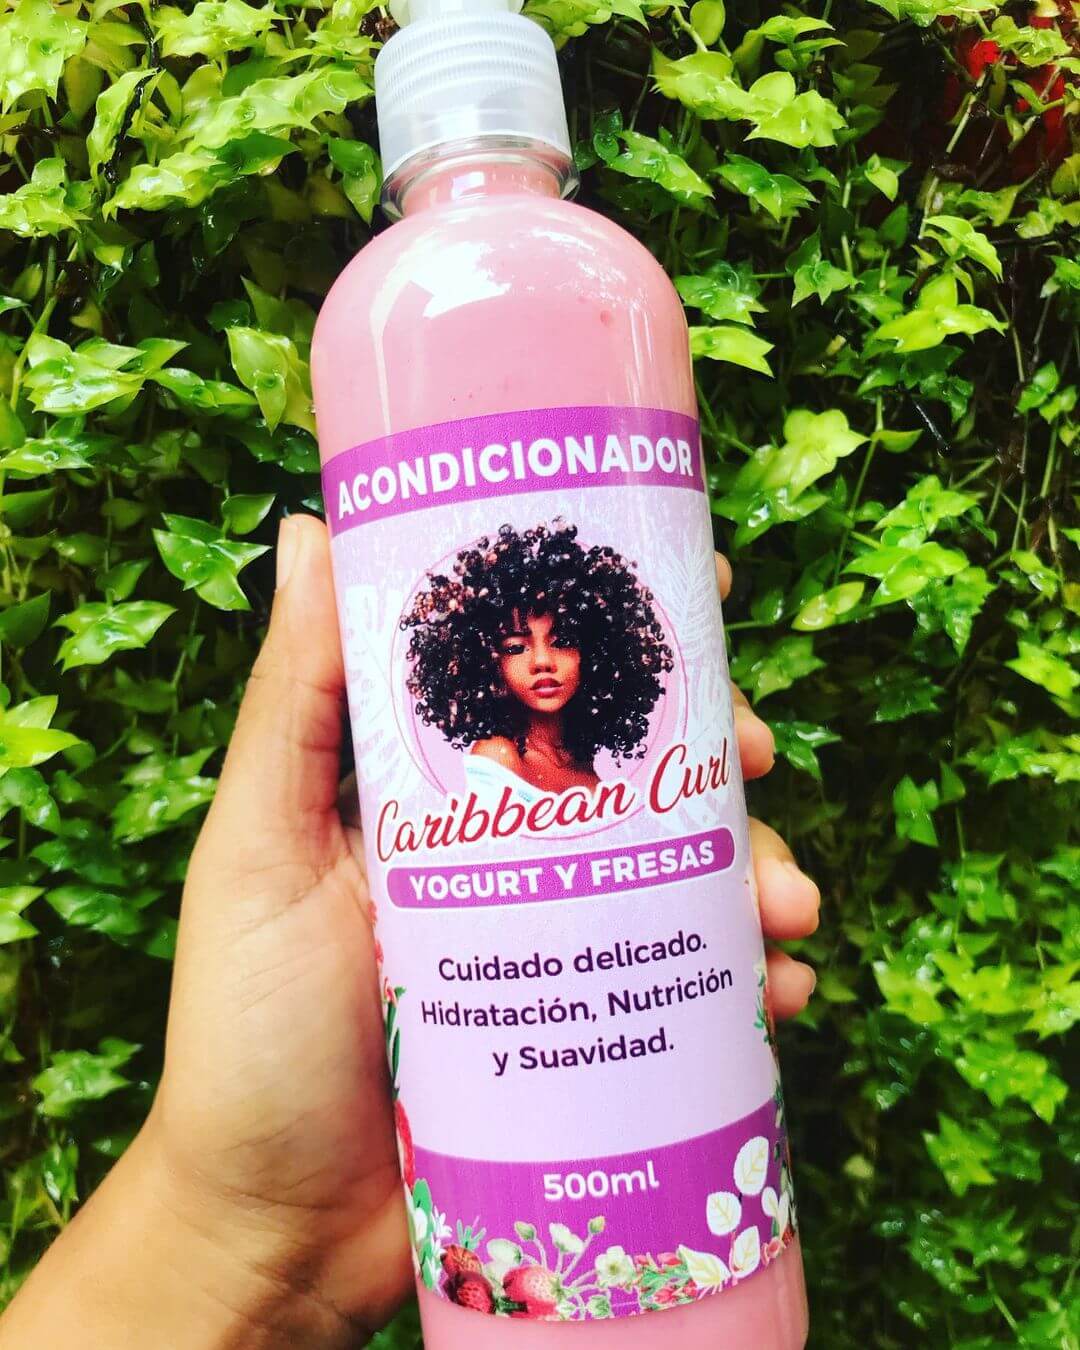 ACONDICIONADOR
Caribbean Curl
YOGURT Y FRESAS
Cuidado delicado.
Hidratación, Nutrición
y Suavidad.
500ml